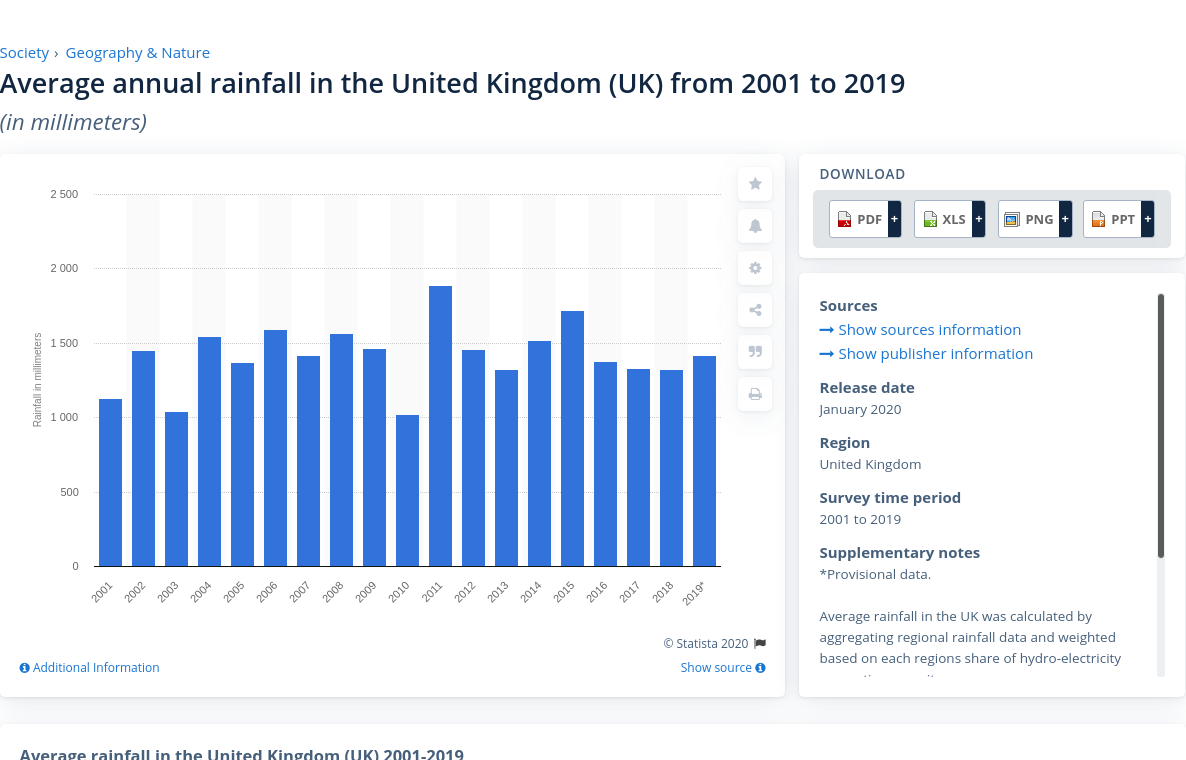 Society › Geography & Nature
Average annual rainfall in the United Kingdom (UK) from 2001 to 2019
(in millimeters)
2 500
2 000
1 500
1 000
500
0
Rainfall in millimeters
2001
2002
2003
2004
2005
2006
2007
2008
2009
2010
2011
2012
2013
2014
2015
2016
2017
2018
2019*
© Statista 2020
Additional Information
Show source
DOWNLOAD
PDF +
XLS +
PNG +
PPT +
Sources
Show sources information
Show publisher information
Release date
January 2020
Region
United Kingdom
Survey time period
2001 to 2019
Supplementary notes
*Provisional data.
Average rainfall in the UK was calculated by
aggregating regional rainfall data and weighted
based on each regions share of hydro-electricity
Average rainfall in the United Kingdom (UK) 2001-2019